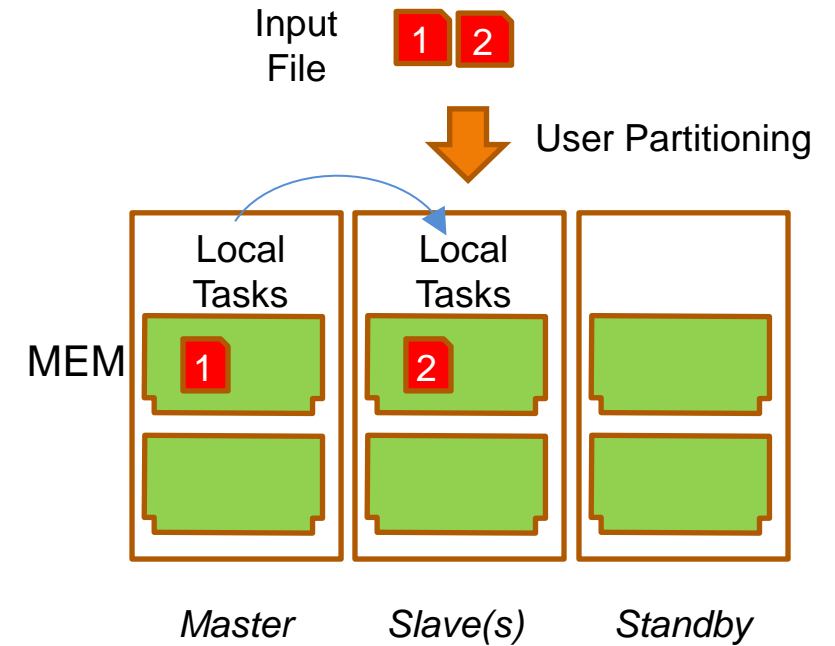 Input
File
1 2
User Partitioning
Local
Tasks
Local
Tasks
MEM
1
2
Master
Slave(s)
Standby